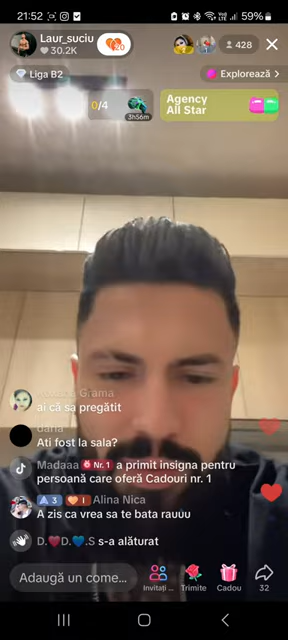 21:52
59%
Laur_suciu
30.2K
20
428
Liga B2
Explorează >
0/4
3h56m
Agency
All Star
Grama
ai că sa pregătit
daria
Ati fost la sala?
Madaaa Nr. 1 a primit insigna pentru
persoană care oferă Cadouri nr. 1
3 1 Alina Nica
A zis ca vrea sa te bata rauuu
D.❤️D.💙.S s-a alăturat
Adaugă un come...
Invitați ...
Trimite
Cadou
32